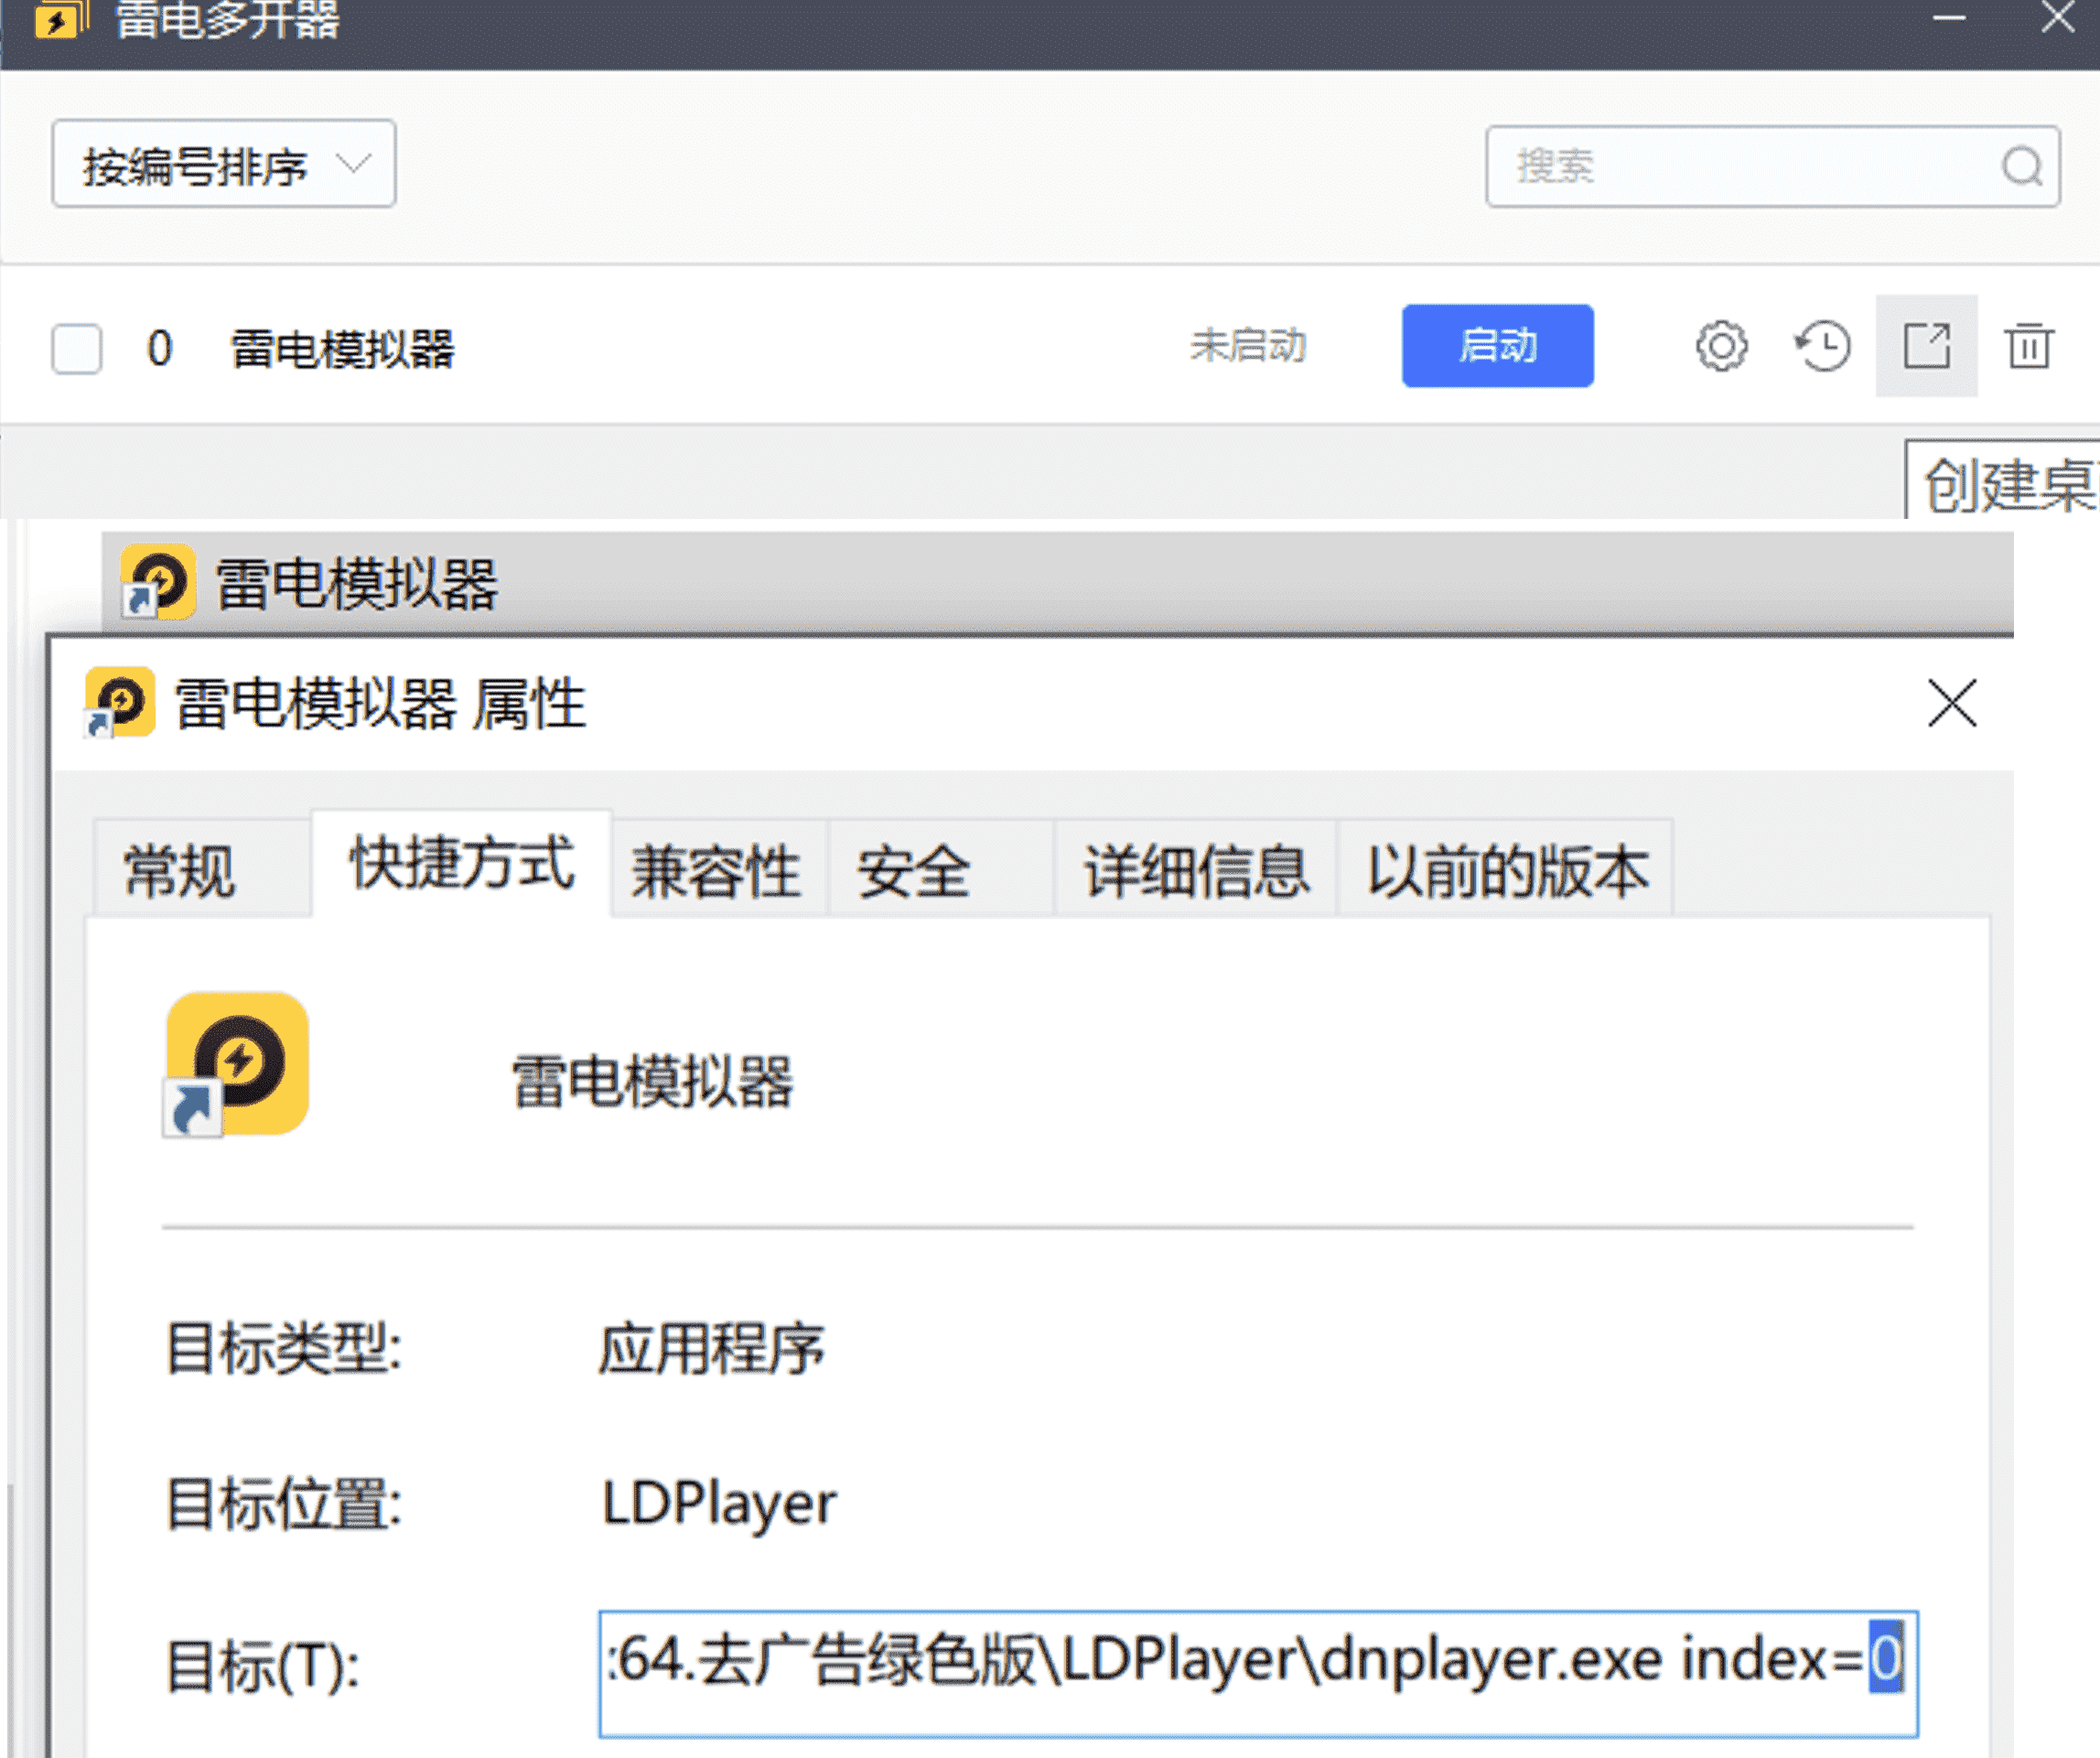 雷电多开器
按编号排序
搜索
0 雷电模拟器 未启动 启动
创建桌
雷电模拟器
雷电模拟器 属性
常规 快捷方式 兼容性 安全 详细信息 以前的版本
雷电模拟器
目标类型: 应用程序
目标位置: LDPlayer
目标(T): :64.去广告绿色版\LDPlayer\dnplayer.exe index=0